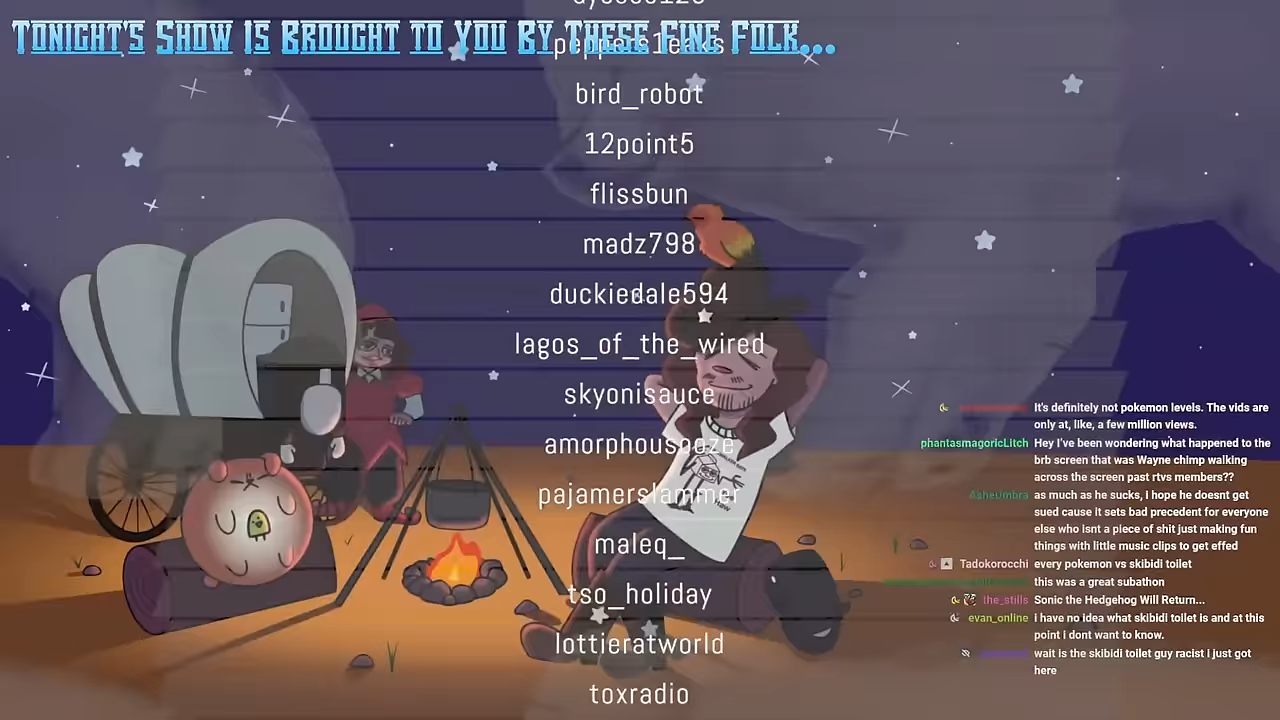 TONIGHT'S SHOW IS BROUGHT TO YOU BY THESE FINE FOLK...
peppers1eaks
bird_robot
12point5
flissbun
madz798
duckiedale594
lagos_of_the_wired
skyonisauce
amorphousooze
pajamerslammer
maleq_
tso_holiday
lottieratworld
toxradio
It's definitely not pokemon levels. The vids are
only at, like, a few million views.
phantasmagoricLitch Hey I've been wondering what happened to the
brb screen that was Wayne chimp walking
across the screen past rtvs members??
as much as he sucks, I hope he doesnt get
sued cause it sets bad precedent for everyone
else who isnt a piece of shit just making fun
things with little music clips to get effed
Tadokorocchi every pokemon vs skibidi toilet
this was a great subathon
the_stills Sonic the Hedgehog Will Return...
evan_online i have no idea what skibidi toilet is and at this
point i dont want to know.
wait is the skibidi toilet guy racist i just got
here